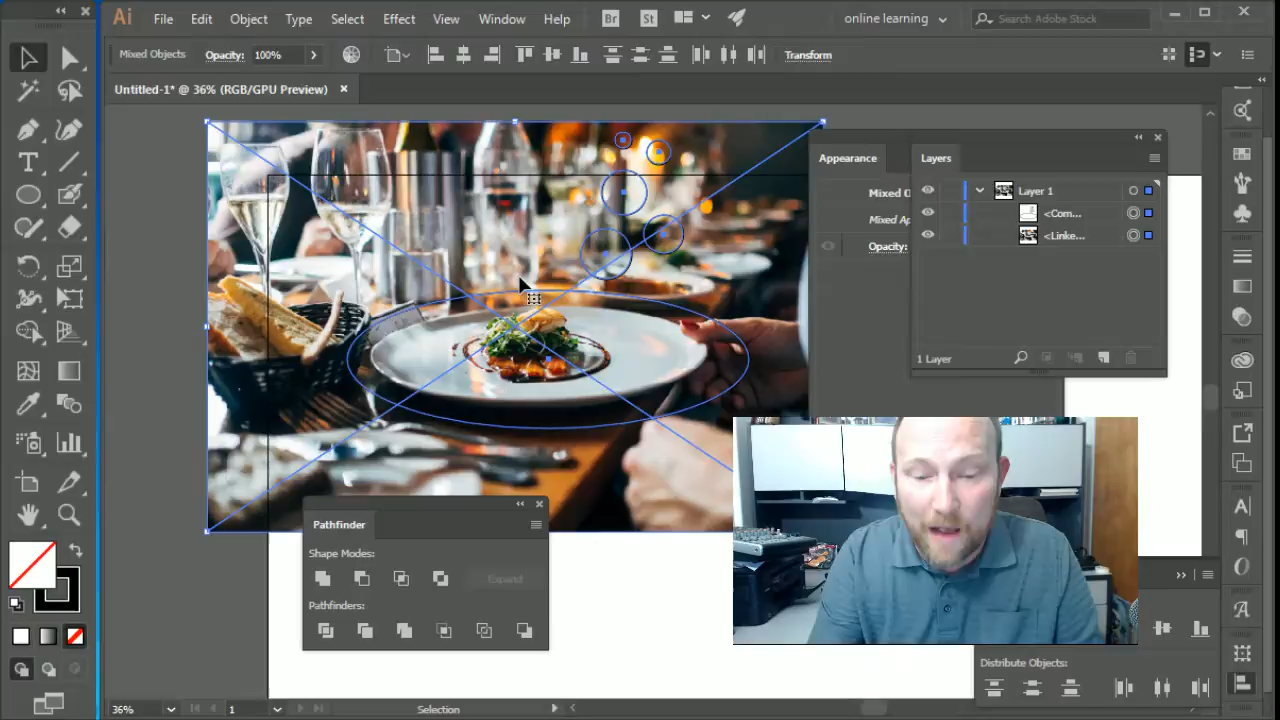 Ai File Edit Object Type Select Effect View Window Help Br St online learning Search Adobe Stock
Mixed Objects Opacity: 100% Transform
Untitled-1* @ 36% (RGB/GPU Preview)
Appearance Layers
Mixed O Layer 1
Mixed Ap <Com...
Opacity: <Linke...
1 Layer
Pathfinder
Shape Modes:
Expand
Pathfinders:
Distribute Objects:
36% 1 Selection